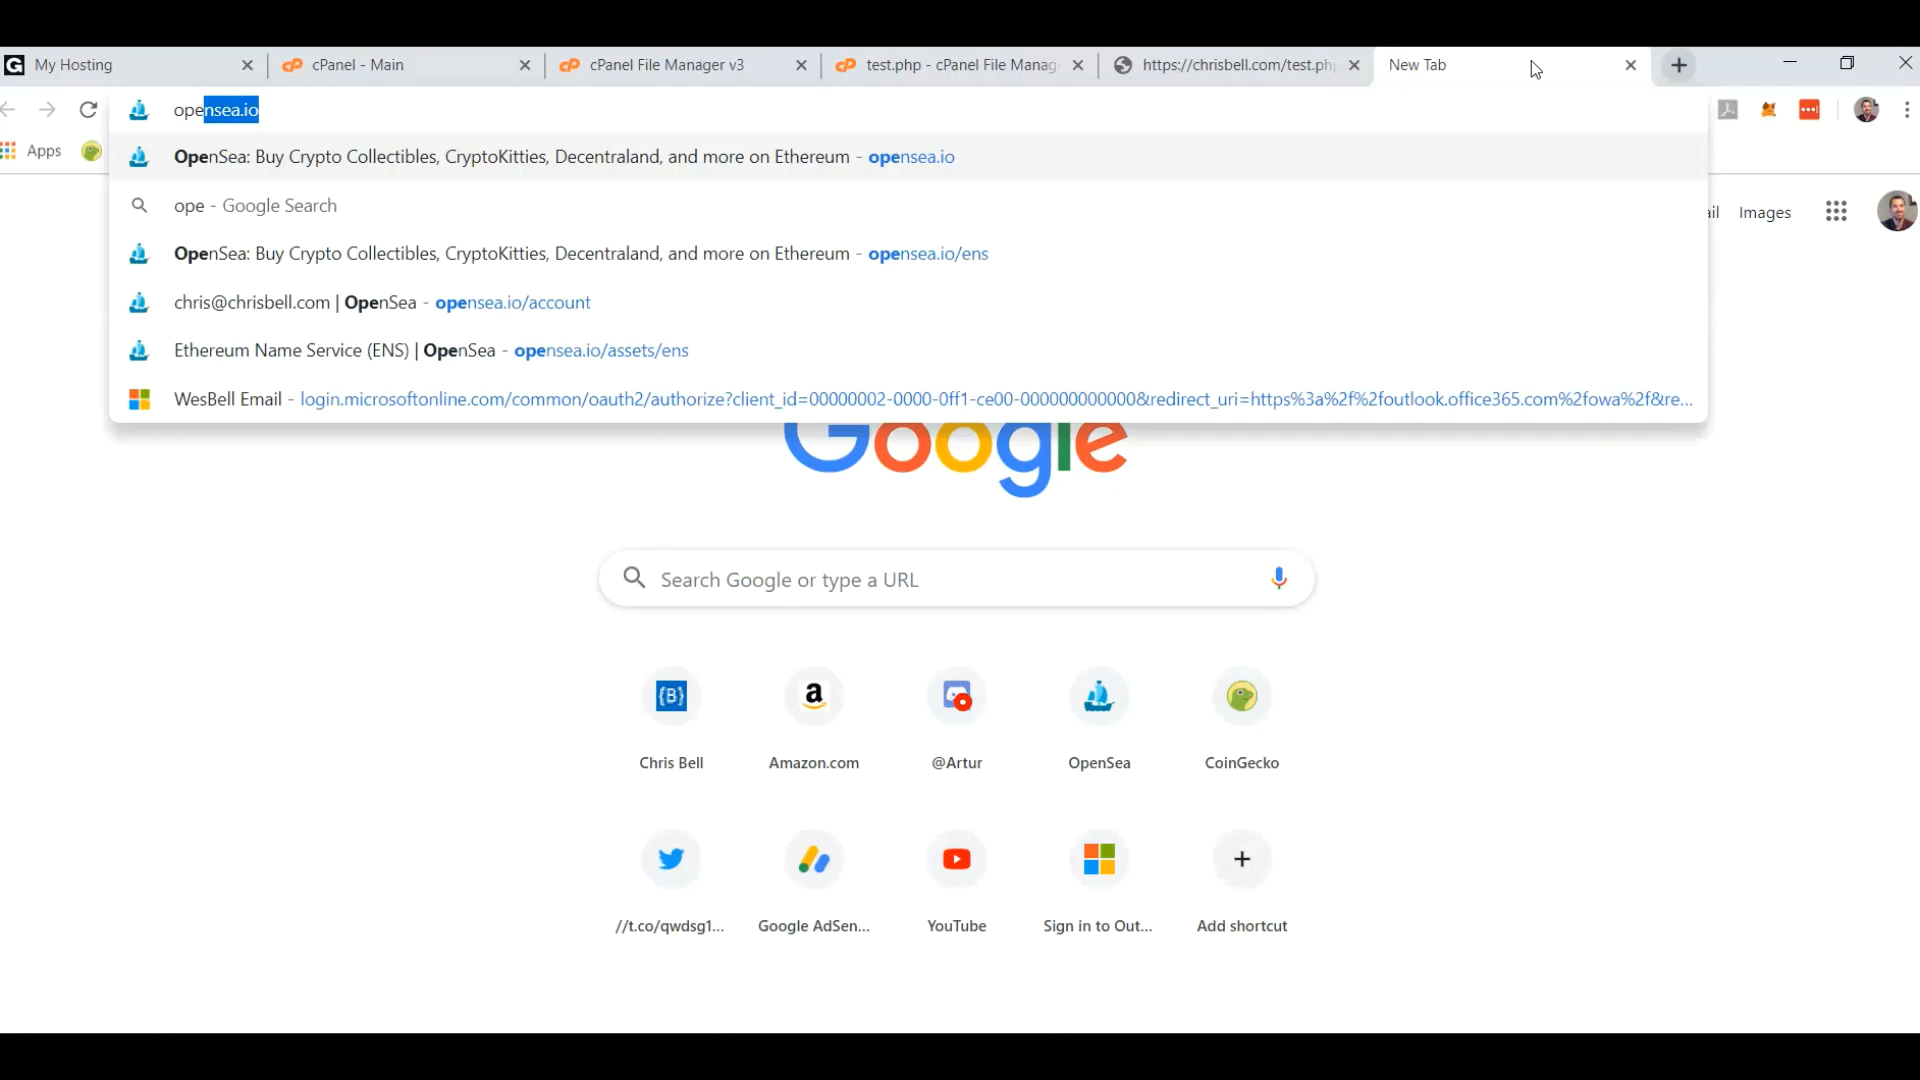 My Hosting
cPanel - Main
cPanel File Manager v3
test.php - cPanel File Manag
https://chrisbell.com/test.ph
New Tab
opensea.io
Apps
OpenSea: Buy Crypto Collectibles, CryptoKitties, Decentraland, and more on Ethereum - opensea.io
ope - Google Search
OpenSea: Buy Crypto Collectibles, CryptoKitties, Decentraland, and more on Ethereum - opensea.io/ens
chris@chrisbell.com | OpenSea - opensea.io/account
Ethereum Name Service (ENS) | OpenSea - opensea.io/assets/ens
WesBell Email - login.microsoftonline.com/common/oauth2/authorize?client_id=00000002-0000-0ff1-ce00-000000000000&redirect_uri=https%3a%2f%2foutlook.office365.com%2fowa%2f&re...
ail
Images
Google
Search Google or type a URL
Chris Bell
Amazon.com
@Artur
OpenSea
CoinGecko
//t.co/qwdsg1...
Google AdSen...
YouTube
Sign in to Out...
Add shortcut